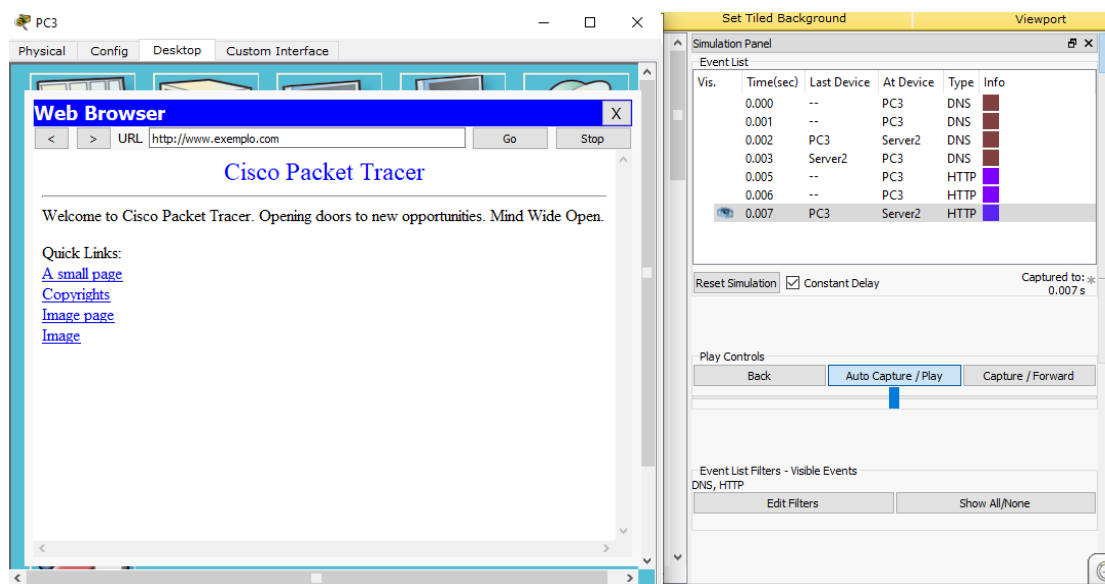 PC3
Physical Config Desktop Custom Interface
Web Browser X
< > URL http://www.exemplo.com Go Stop
Cisco Packet Tracer
Welcome to Cisco Packet Tracer. Opening doors to new opportunities. Mind Wide Open.
Quick Links:
A small page
Copyrights
Image page
Image
Set Tiled Background Viewport
Simulation Panel
Event List
Vis. Time(sec) Last Device At Device Type Info
0.000 -- PC3 DNS
0.001 -- PC3 DNS
0.002 PC3 Server2 DNS
0.003 Server2 PC3 DNS
0.005 -- PC3 HTTP
0.006 -- PC3 HTTP
0.007 PC3 Server2 HTTP
Reset Simulation Constant Delay Captured to: *
0.007 s
Play Controls
Back Auto Capture / Play Capture / Forward
Event List Filters - Visible Events
DNS, HTTP
Edit Filters Show All/None